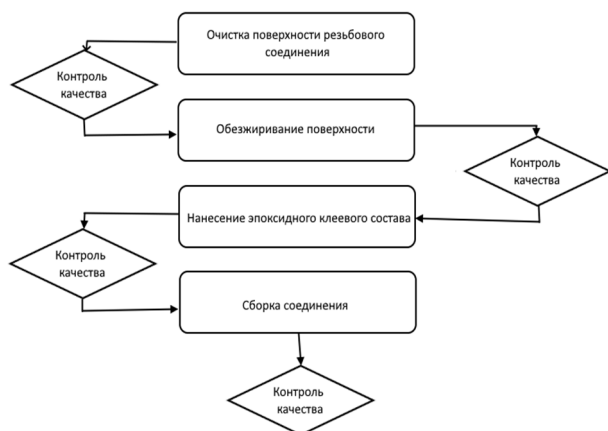 Очистка поверхности резьбового
соединения
Контроль
качества
Обезжиривание поверхности
Контроль
качества
Нанесение эпоксидного клеевого состава
Контроль
качества
Сборка соединения
Контроль
качества